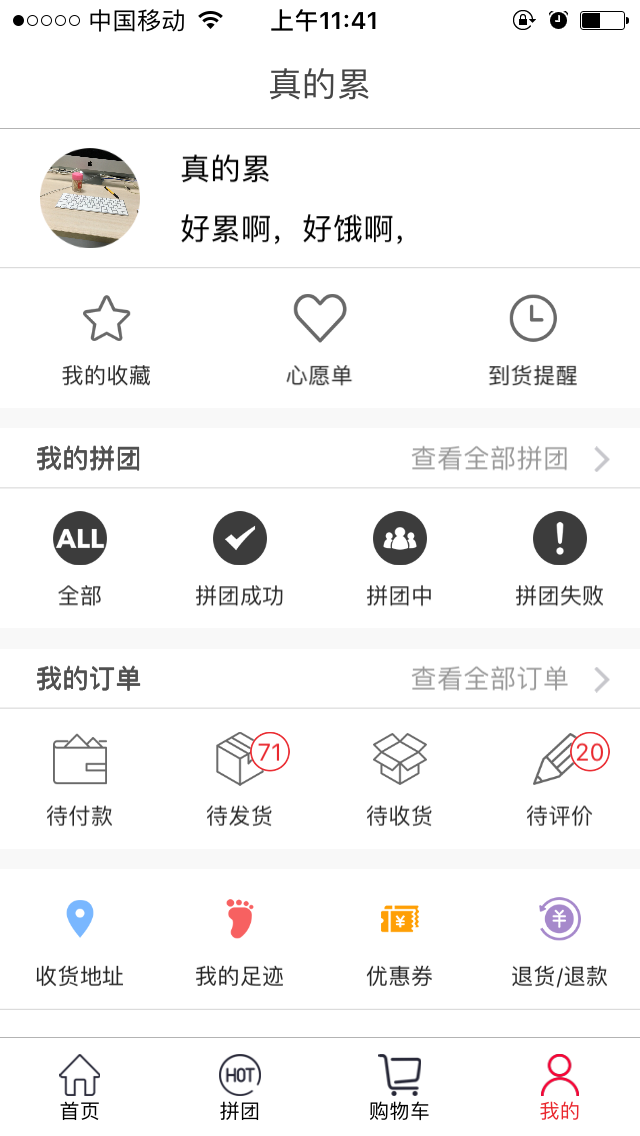 中国移动 上午11:41
真的累
真的累
好累啊，好饿啊，
我的收藏 心愿单 到货提醒
我的拼团 查看全部拼团
ALL
全部 拼团成功 拼团中 拼团失败
我的订单 查看全部订单
71 20
待付款 待发货 待收货 待评价
收货地址 我的足迹 优惠券 退货/退款
HOT
首页 拼团 购物车 我的